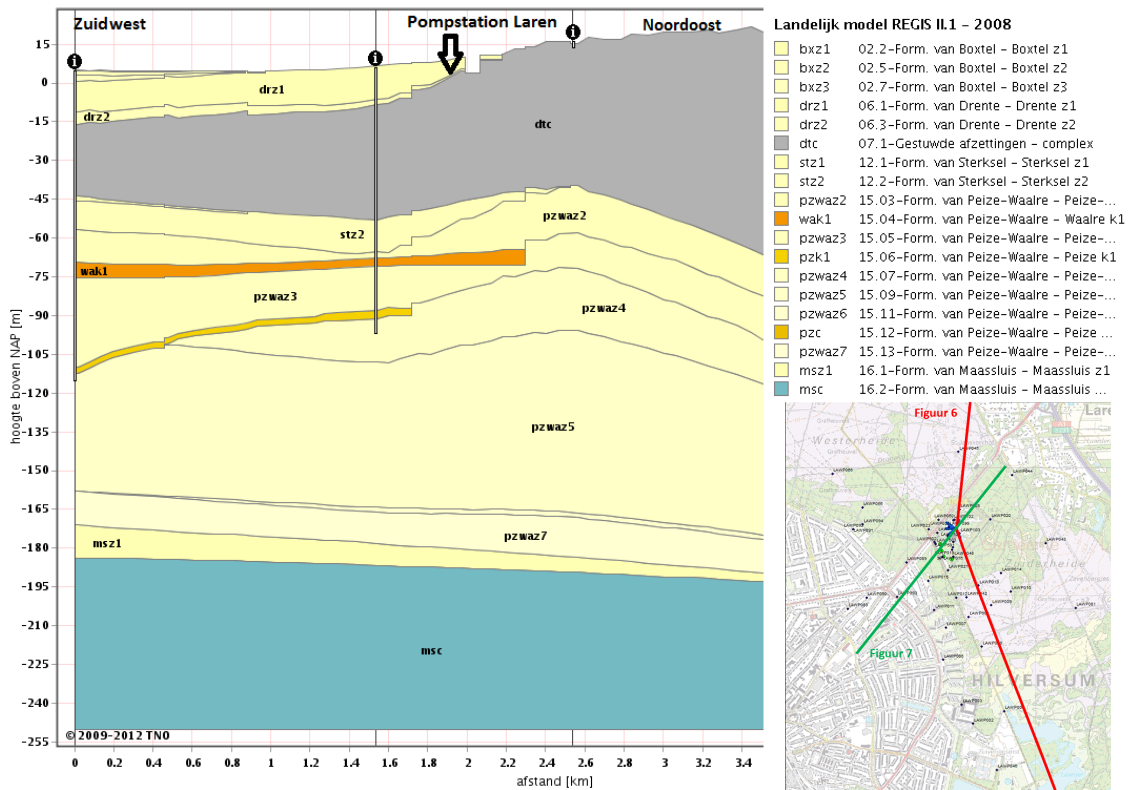 Zuidwest
Pompstation Laren
Noordoost
hoogte boven NAP [m]
15
0
-15
-30
-45
-60
-75
-90
-105
-120
-135
-150
-165
-180
-195
-210
-225
-240
-255
drz1
drz2
dtc
stz2
pzwaz2
wak1
pzwaz3
pzwaz4
pzwaz5
pzwaz7
msz1
msc
© 2009-2012 TNO
0 0.2 0.4 0.6 0.8 1.0 1.2 1.4 1.6 1.8 2.0 2.2 2.4 2.6 2.8 3.0 3.2 3.4
afstand [km]
Landelijk model REGIS II.1 - 2008
bxz1 02.2-Form. van Boxtel - Boxtel z1
bxz2 02.5-Form. van Boxtel - Boxtel z2
bxz3 02.7-Form. van Boxtel - Boxtel z3
drz1 06.1-Form. van Drente - Drente z1
drz2 06.3-Form. van Drente - Drente z2
dtc 07.1-Gestuwde afzettingen - complex
stz1 12.1-Form. van Sterksel - Sterksel z1
stz2 12.2-Form. van Sterksel - Sterksel z2
pzwaz2 15.03-Form. van Peize-Waalre - Peize-...
wak1 15.04-Form. van Peize-Waalre - Waalre k1
pzwaz3 15.05-Form. van Peize-Waalre - Peize-...
pzk1 15.06-Form. van Peize-Waalre - Peize k1
pzwaz4 15.07-Form. van Peize-Waalre - Peize-...
pzwaz5 15.09-Form. van Peize-Waalre - Peize-...
pzwaz6 15.11-Form. van Peize-Waalre - Peize-...
pzc 15.12-Form. van Peize-Waalre - Peize ...
pzwaz7 15.13-Form. van Peize-Waalre - Peize-...
msz1 16.1-Form. van Maassluis - Maassluis z1
msc 16.2-Form. van Maassluis - Maassluis ...
Figuur 6
Westerheide
Figuur 7
HILVERSUM